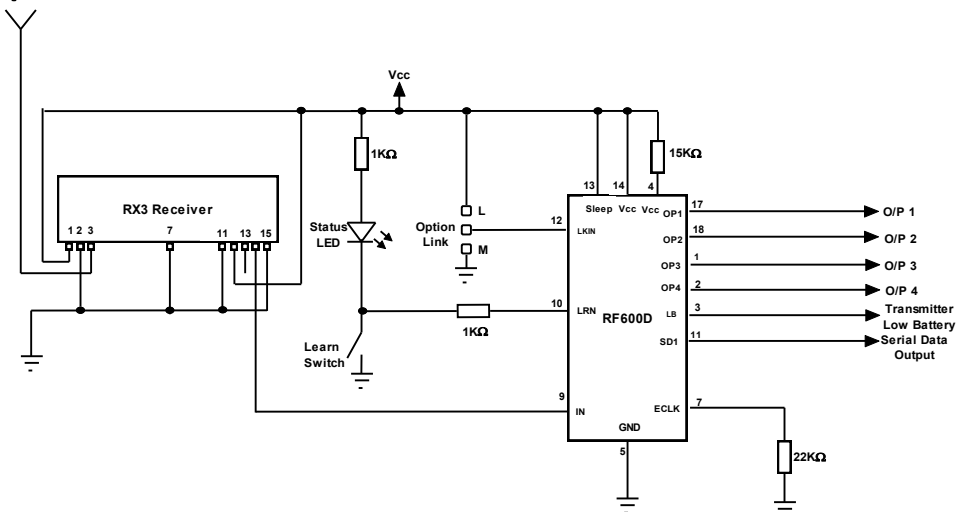 Vcc
1KΩ
15KΩ
RX3 Receiver
1 2 3 7 11 13 15
Status
LED
Option
Link
L
M
12
13 14 4
Sleep Vcc Vcc
LKIN
OP1
17
O/P 1
OP2
18
O/P 2
OP3
1
O/P 3
OP4
2
O/P 4
LB
3
Transmitter
Low Battery
SD1
11
Serial Data
Output
10
LRN
RF600D
1KΩ
Learn
Switch
9
IN
ECLK
7
GND
5
22KΩ